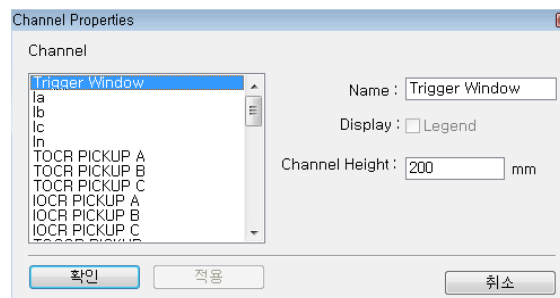 Channel Properties
Channel
Trigger Window
Ia
Ib
Ic
In
TOCR PICKUP A
TOCR PICKUP B
TOCR PICKUP C
IOCR PICKUP A
IOCR PICKUP B
IOCR PICKUP C
Name : Trigger Window
Display : Legend
Channel Height : 200 mm
확인
적용
취소